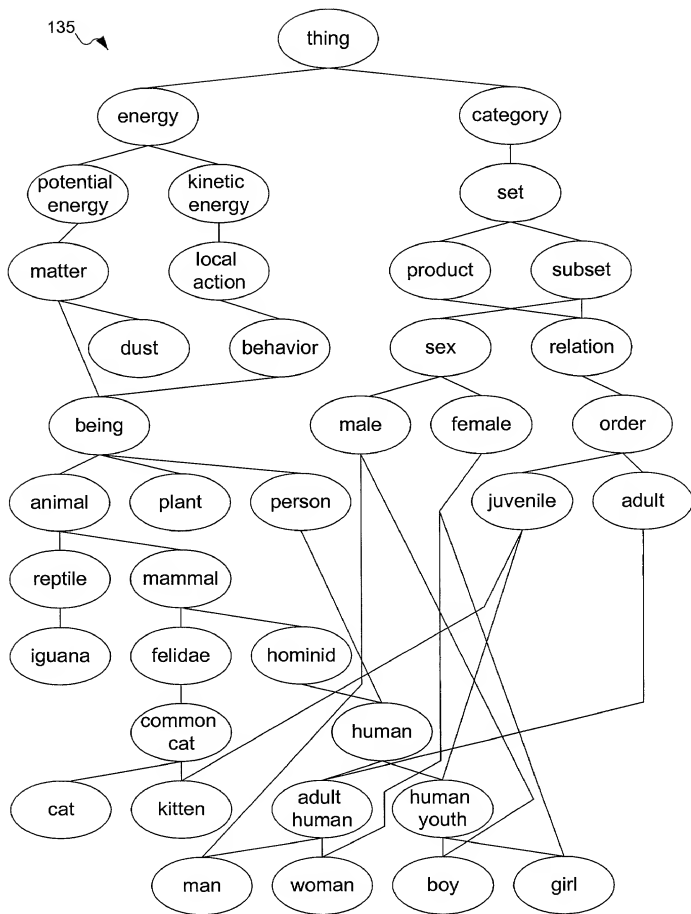 135
thing
energy
category
potential
energy
kinetic
energy
set
matter
local
action
product
subset
dust
behavior
sex
relation
being
male
female
order
animal
plant
person
juvenile
adult
reptile
mammal
iguana
felidae
hominid
common
cat
human
cat
kitten
adult
human
human
youth
man
woman
boy
girl